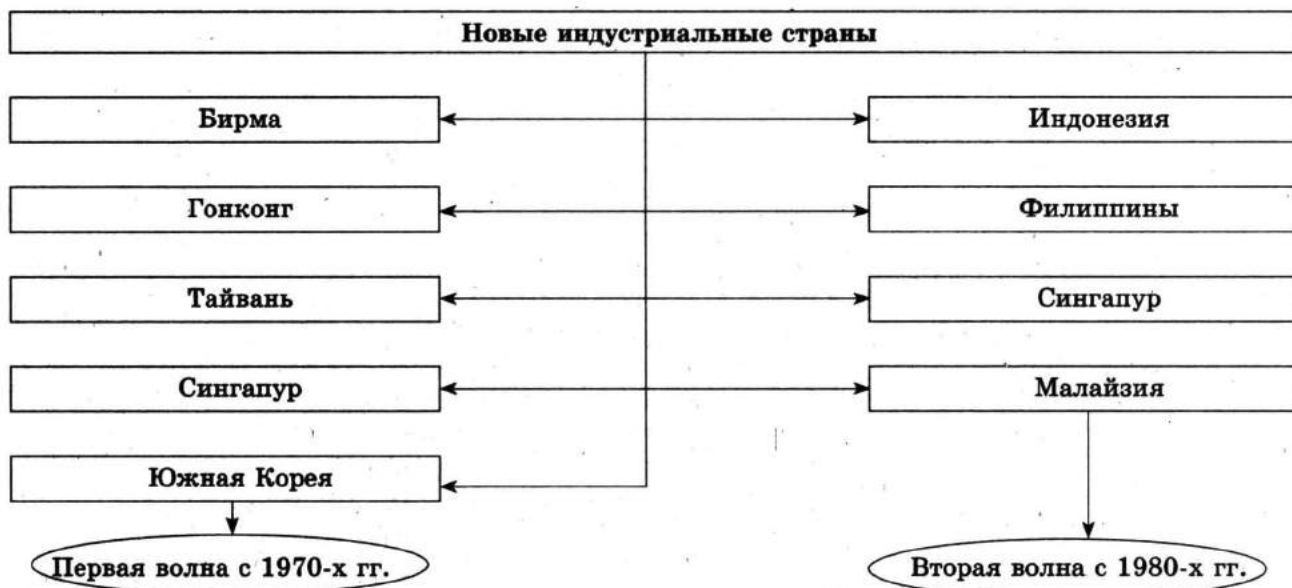 Новые индустриальные страны
Бирма
Индонезия
Гонконг
Филиппины
Тайвань
Сингапур
Сингапур
Малайзия
Южная Корея
Первая волна с 1970-х гг.
Вторая волна с 1980-х гг.